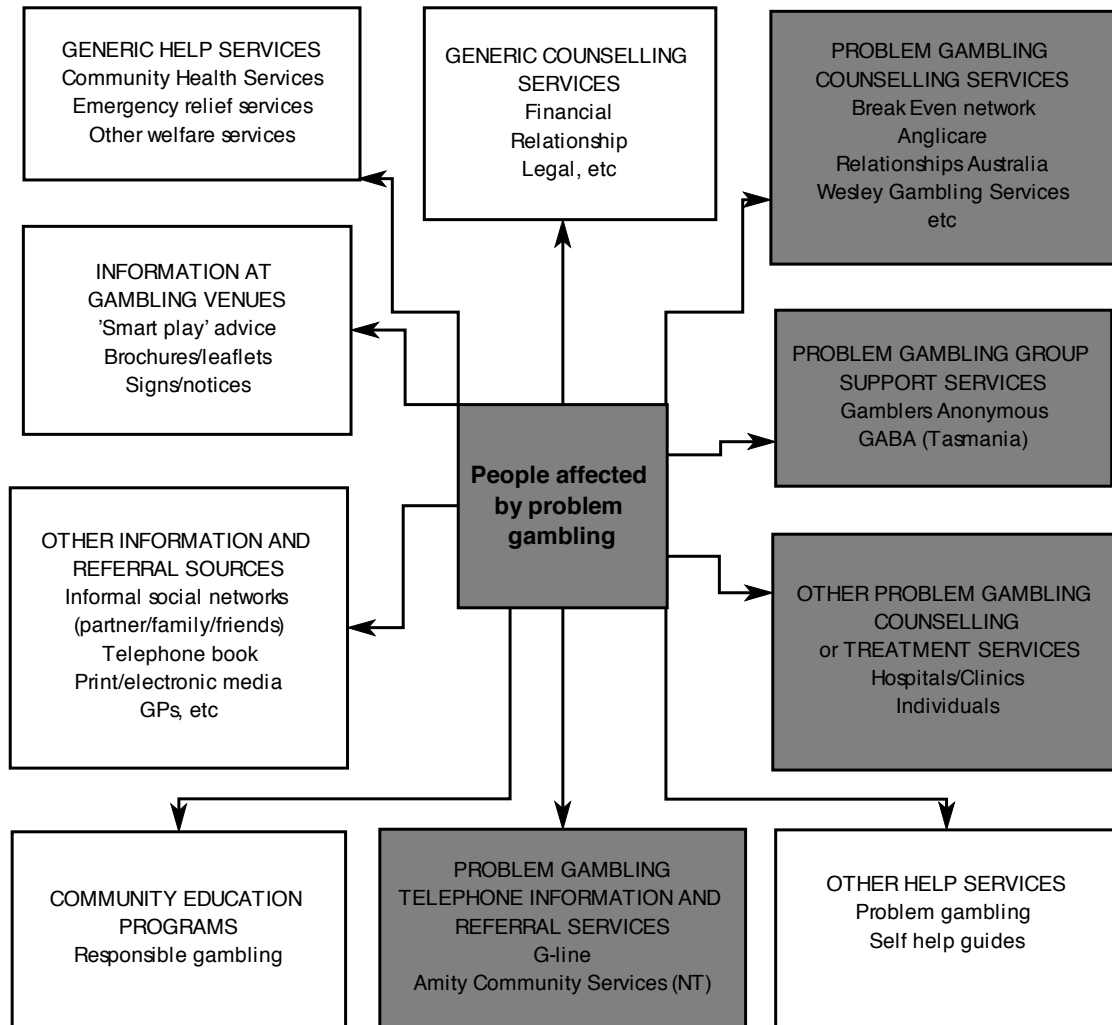 GENERIC HELP SERVICES
Community Health Services
Emergency relief services
Other welfare services
GENERIC COUNSELLING
SERVICES
Financial
Relationship
Legal, etc
PROBLEM GAMBLING
COUNSELLING SERVICES
Break Even network
Anglicare
Relationships Australia
Wesley Gambling Services
etc
INFORMATION AT
GAMBLING VENUES
'Smart play' advice
Brochures/leaflets
Signs/notices
PROBLEM GAMBLING GROUP
SUPPORT SERVICES
Gamblers Anonymous
GABA (Tasmania)
People affected
by problem
gambling
OTHER INFORMATION AND
REFERRAL SOURCES
Informal social networks
(partner/family/friends)
Telephone book
Print/electronic media
GPs, etc
OTHER PROBLEM GAMBLING
COUNSELLING
or TREATMENT SERVICES
Hospitals/Clinics
Individuals
COMMUNITY EDUCATION
PROGRAMS
Responsible gambling
PROBLEM GAMBLING
TELEPHONE INFORMATION AND
REFERRAL SERVICES
G-line
Amity Community Services (NT)
OTHER HELP SERVICES
Problem gambling
Self help guides